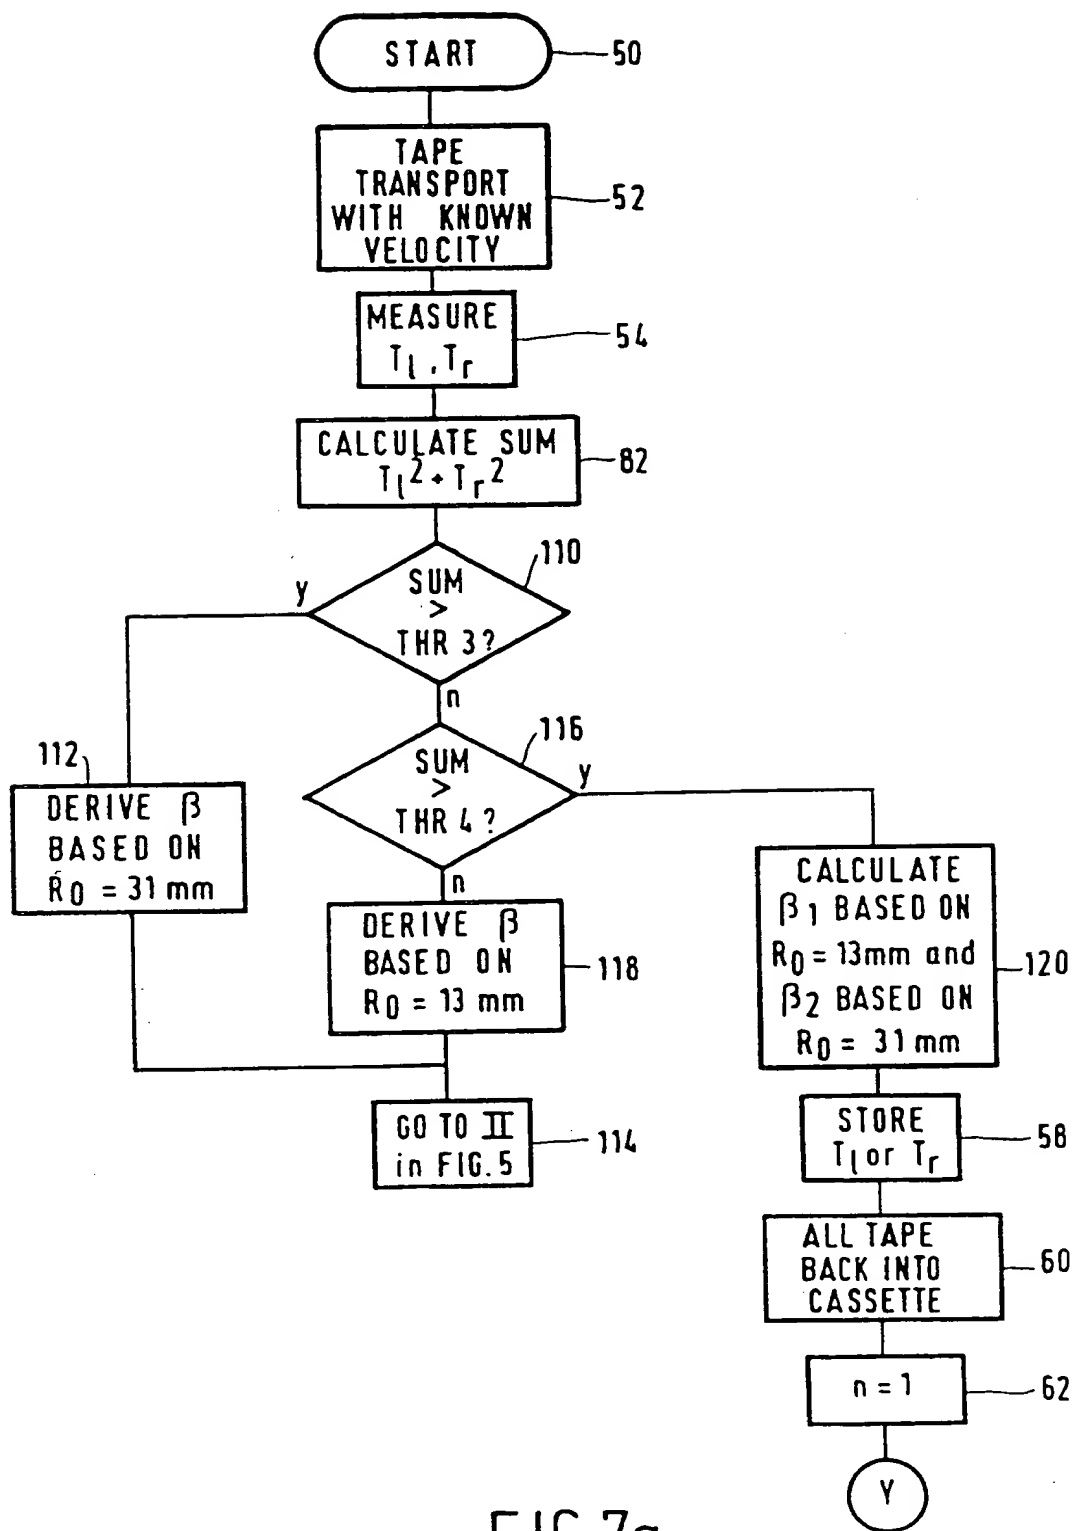 START
50
TAPE
TRANSPORT
WITH KNOWN
VELOCITY
52
MEASURE
Tl, Tr
54
CALCULATE SUM
Tl² + Tr²
82
SUM
>
THR 3?
110
y
n
SUM
>
THR 4?
116
y
n
112
DERIVE β
BASED ON
R0 = 31 mm
DERIVE β
BASED ON
R0 = 13 mm
118
GO TO II
in FIG. 5
114
CALCULATE
β1 BASED ON
R0 = 13mm and
β2 BASED ON
R0 = 31 mm
120
STORE
Tl or Tr
58
ALL TAPE
BACK INTO
CASSETTE
60
n = 1
62
Y
FIG. 7a